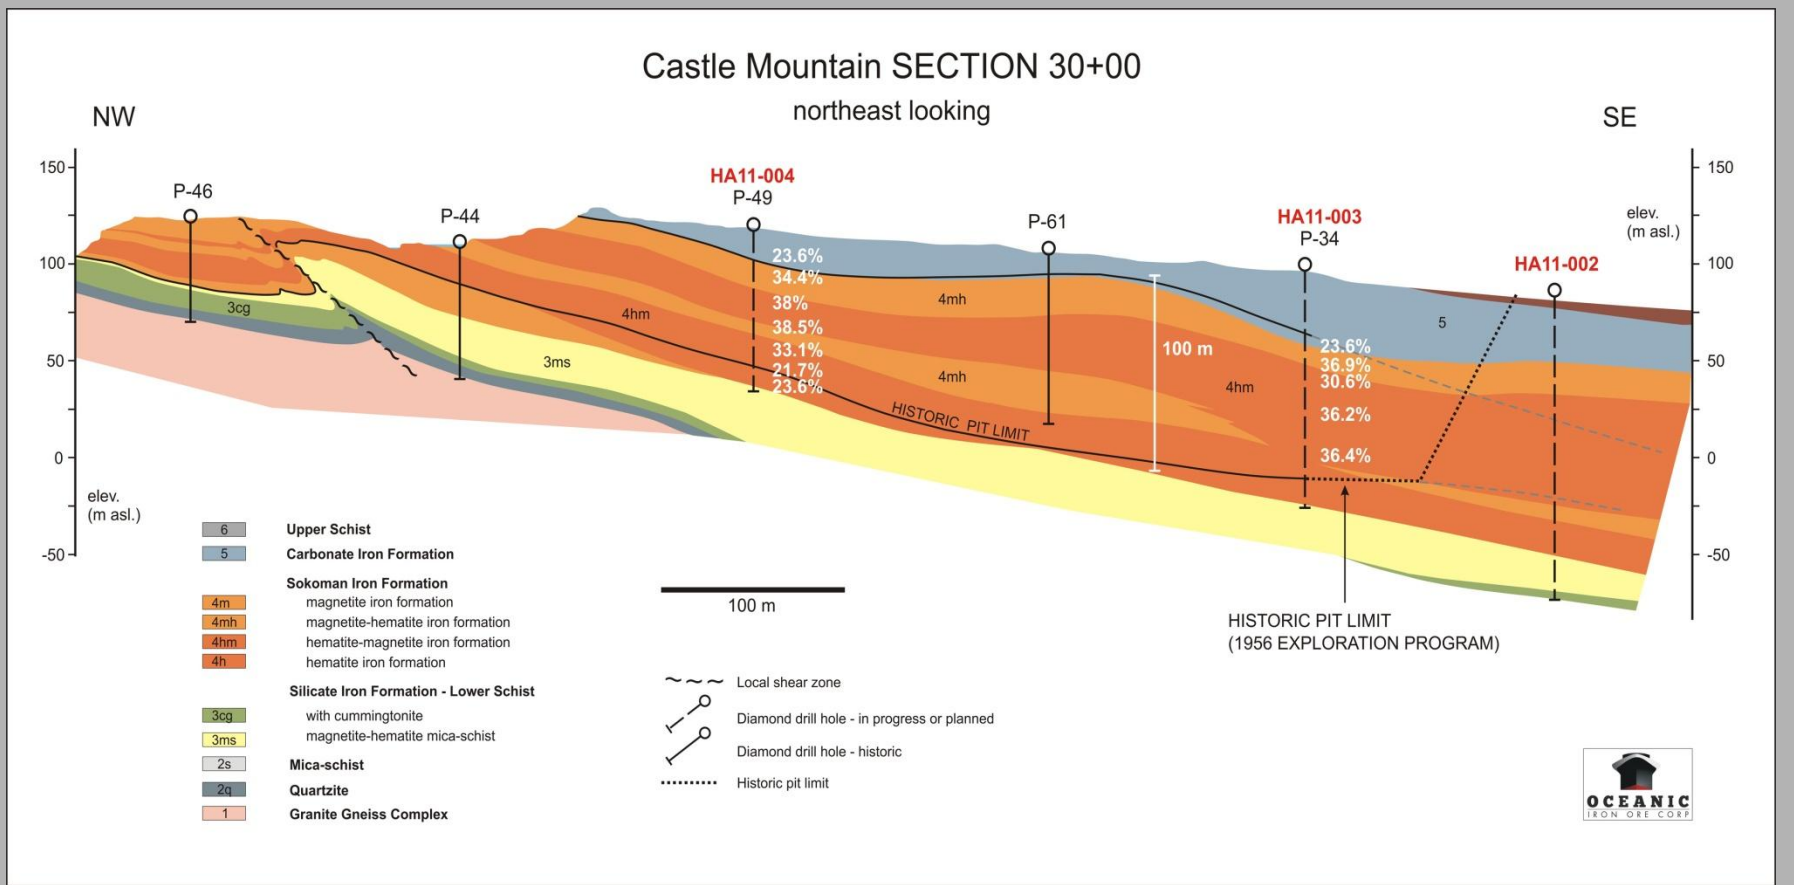 Castle Mountain SECTION 30+00
northeast looking
NW
SE
150
100
50
0
-50
elev.
(m asl.)
150
100
50
0
-50
elev.
(m asl.)
P-46
P-44
HA11-004
P-49
P-61
HA11-003
P-34
HA11-002
23.6%
34.4%
38%
38.5%
33.1%
21.7%
23.6%
23.6%
36.9%
30.6%
36.2%
36.4%
3cg
3ms
4hm
4mh
4mh
4hm
5
100 m
HISTORIC PIT LIMIT
HISTORIC PIT LIMIT
(1956 EXPLORATION PROGRAM)
100 m
6 Upper Schist
5 Carbonate Iron Formation
Sokoman Iron Formation
4m magnetite iron formation
4mh magnetite-hematite iron formation
4hm hematite-magnetite iron formation
4h hematite iron formation
Silicate Iron Formation - Lower Schist
3cg with cummingtonite
3ms magnetite-hematite mica-schist
2s Mica-schist
2q Quartzite
1 Granite Gneiss Complex
Local shear zone
Diamond drill hole - in progress or planned
Diamond drill hole - historic
Historic pit limit
OCEANIC
IRON ORE CORP